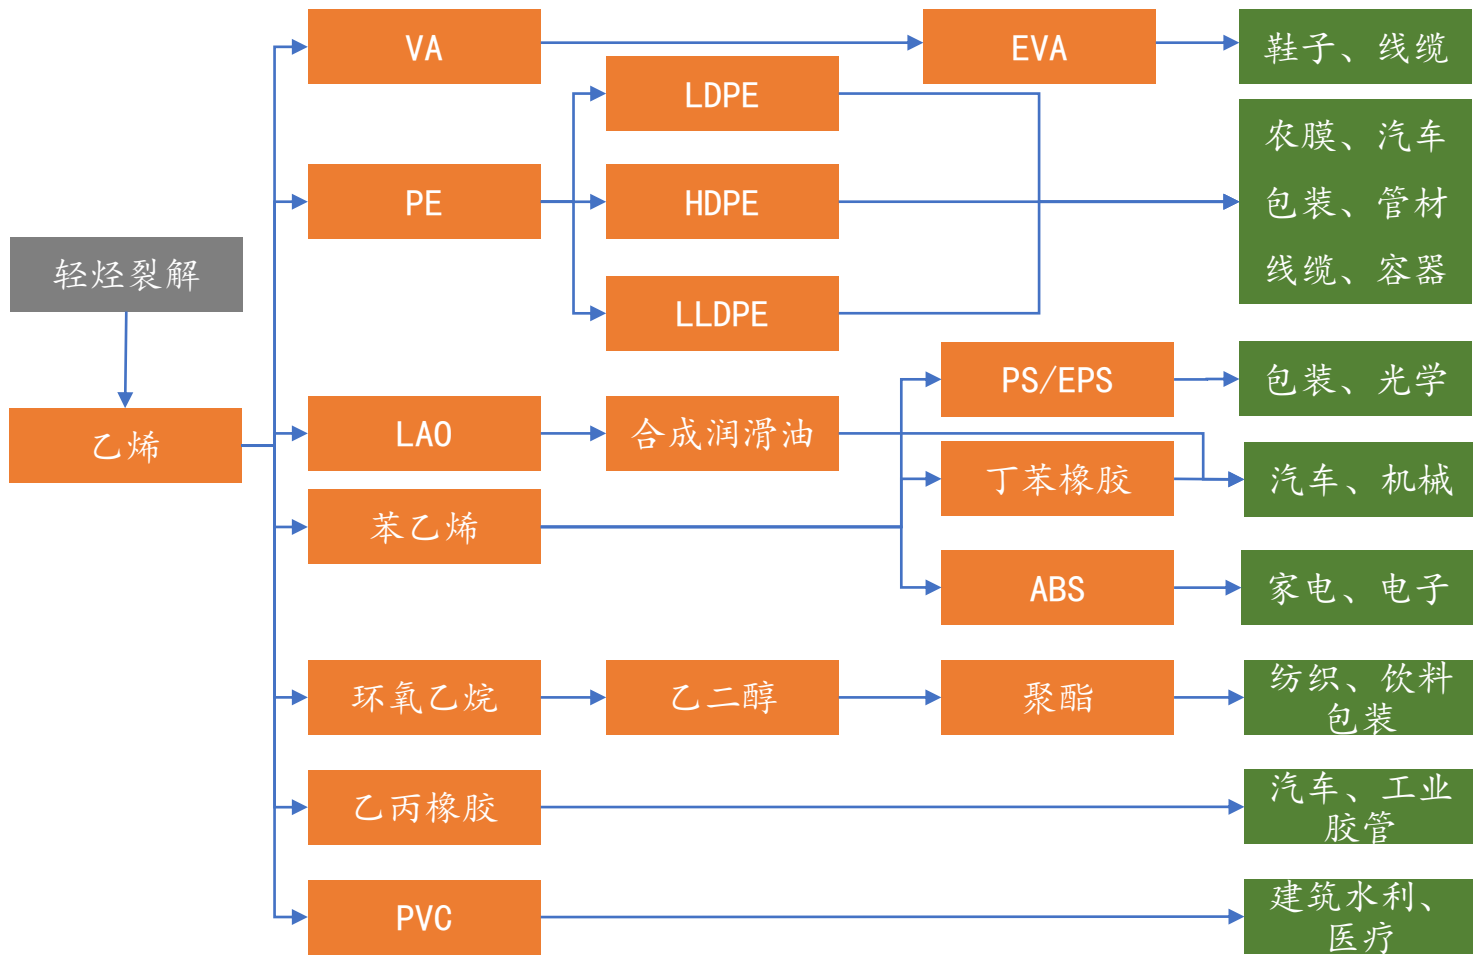 VA
EVA
鞋子、线缆
LDPE
PE
HDPE
LLDPE
农膜、汽车
包装、管材
线缆、容器
轻烃裂解
乙烯
LAO
合成润滑油
PS/EPS
包装、光学
丁苯橡胶
汽车、机械
苯乙烯
ABS
家电、电子
环氧乙烷
乙二醇
聚酯
纺织、饮料
包装
乙丙橡胶
汽车、工业
胶管
PVC
建筑水利、
医疗